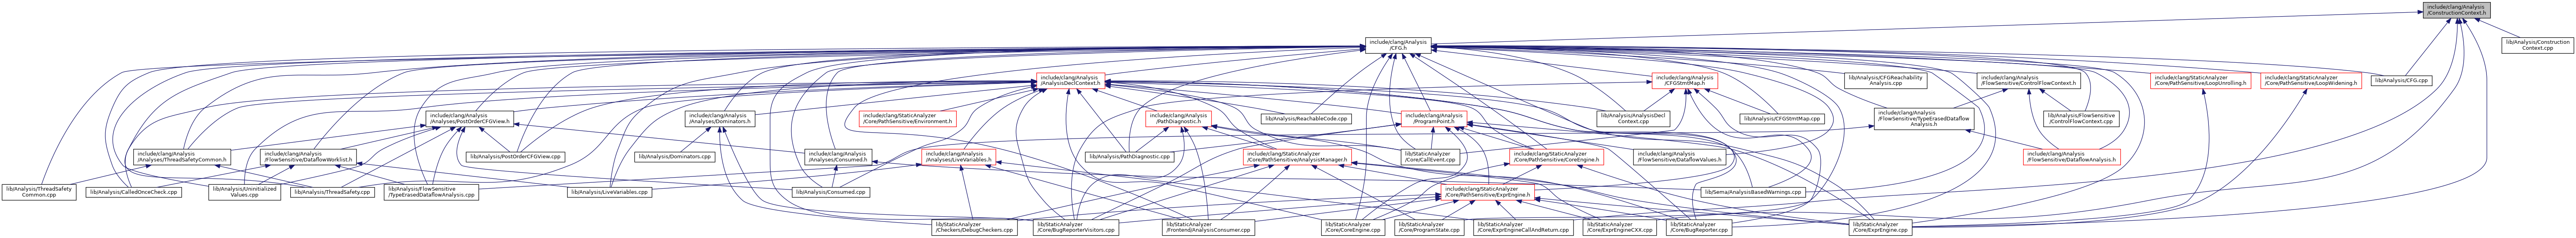 include/clang/Analysis
/ConstructionContext.h
include/clang/Analysis
/CFG.h
lib/Analysis/Construction
Context.cpp
include/clang/Analysis
/AnalysisDeclContext.h
include/clang/Analysis
/CFGStmtMap.h
lib/Analysis/CFGReachability
Analysis.cpp
include/clang/Analysis
/FlowSensitive/ControlFlowContext.h
include/clang/StaticAnalyzer
/Core/PathSensitive/LoopUnrolling.h
include/clang/StaticAnalyzer
/Core/PathSensitive/LoopWidening.h
lib/Analysis/CFG.cpp
include/clang/Analysis
/Analyses/PostOrderCFGView.h
include/clang/Analysis
/Analyses/Dominators.h
include/clang/StaticAnalyzer
/Core/PathSensitive/Environment.h
include/clang/Analysis
/PathDiagnostic.h
lib/Analysis/ReachableCode.cpp
include/clang/Analysis
/ProgramPoint.h
lib/Analysis/AnalysisDecl
Context.cpp
lib/Analysis/CFGStmtMap.cpp
include/clang/Analysis
/FlowSensitive/TypeErasedDataflow
Analysis.h
lib/Analysis/FlowSensitive
/ControlFlowContext.cpp
include/clang/Analysis
/Analyses/ThreadSafetyCommon.h
include/clang/Analysis
/FlowSensitive/DataflowWorklist.h
lib/Analysis/PostOrderCFGView.cpp
lib/Analysis/Dominators.cpp
include/clang/Analysis
/Analyses/Consumed.h
include/clang/Analysis
/Analyses/LiveVariables.h
lib/Analysis/PathDiagnostic.cpp
include/clang/StaticAnalyzer
/Core/PathSensitive/AnalysisManager.h
lib/StaticAnalyzer
/Core/CallEvent.cpp
include/clang/StaticAnalyzer
/Core/PathSensitive/CoreEngine.h
include/clang/Analysis
/FlowSensitive/DataflowValues.h
include/clang/Analysis
/FlowSensitive/DataflowAnalysis.h
lib/Analysis/ThreadSafety
Common.cpp
lib/Analysis/CalledOnceCheck.cpp
lib/Analysis/Uninitialized
Values.cpp
lib/Analysis/ThreadSafety.cpp
lib/Analysis/FlowSensitive
/TypeErasedDataflowAnalysis.cpp
lib/Analysis/LiveVariables.cpp
lib/Analysis/Consumed.cpp
include/clang/StaticAnalyzer
/Core/PathSensitive/ExprEngine.h
lib/Sema/AnalysisBasedWarnings.cpp
lib/StaticAnalyzer
/Checkers/DebugCheckers.cpp
lib/StaticAnalyzer
/Core/BugReporterVisitors.cpp
lib/StaticAnalyzer
/Frontend/AnalysisConsumer.cpp
lib/StaticAnalyzer
/Core/CoreEngine.cpp
lib/StaticAnalyzer
/Core/ProgramState.cpp
lib/StaticAnalyzer
/Core/ExprEngineCallAndReturn.cpp
lib/StaticAnalyzer
/Core/ExprEngineCXX.cpp
lib/StaticAnalyzer
/Core/BugReporter.cpp
lib/StaticAnalyzer
/Core/ExprEngine.cpp